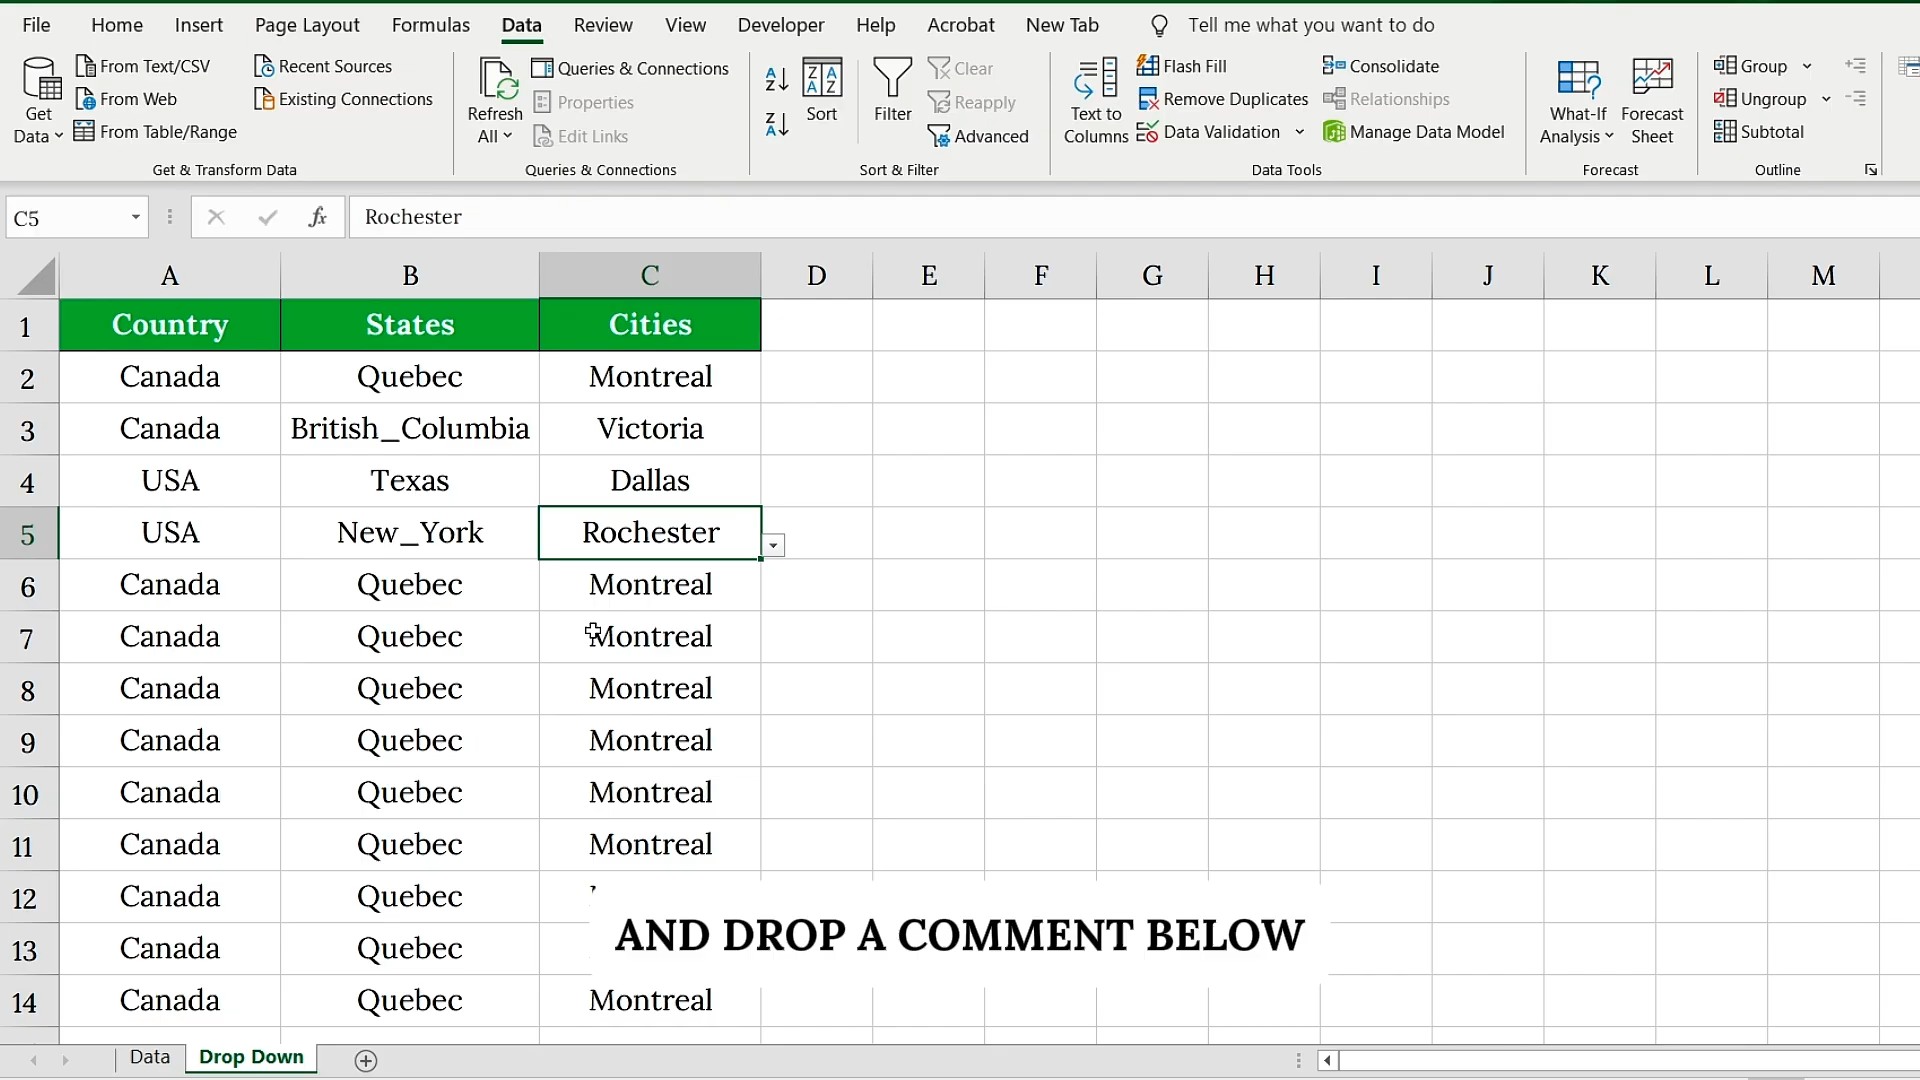 File Home Insert Page Layout Formulas Data Review View Developer Help Acrobat New Tab Tell me what you want to do
Get Data
From Text/CSV
From Web
From Table/Range
Recent Sources
Existing Connections
Get & Transform Data
Refresh All
Queries & Connections
Properties
Edit Links
Queries & Connections
Sort
Filter
Clear
Reapply
Advanced
Sort & Filter
Text to Columns
Flash Fill
Remove Duplicates
Data Validation
Consolidate
Relationships
Manage Data Model
Data Tools
What-If Analysis
Forecast Sheet
Forecast
Group
Ungroup
Subtotal
Outline
C5 fx Rochester
A B C D E F G H I J K L M
1 Country States Cities
2 Canada Quebec Montreal
3 Canada British_Columbia Victoria
4 USA Texas Dallas
5 USA New_York Rochester
6 Canada Quebec Montreal
7 Canada Quebec Montreal
8 Canada Quebec Montreal
9 Canada Quebec Montreal
10 Canada Quebec Montreal
11 Canada Quebec Montreal
12 Canada Quebec
13 Canada Quebec
AND DROP A COMMENT BELOW
14 Canada Quebec Montreal
Data Drop Down